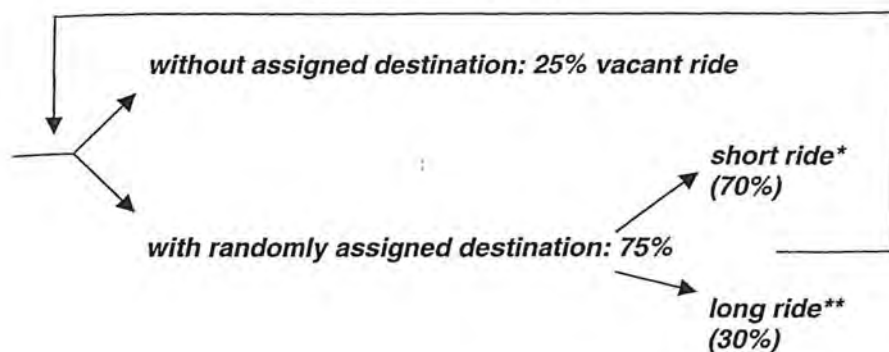 without assigned destination: 25% vacant ride
short ride*
(70%)
with randomly assigned destination: 75%
long ride**
(30%)